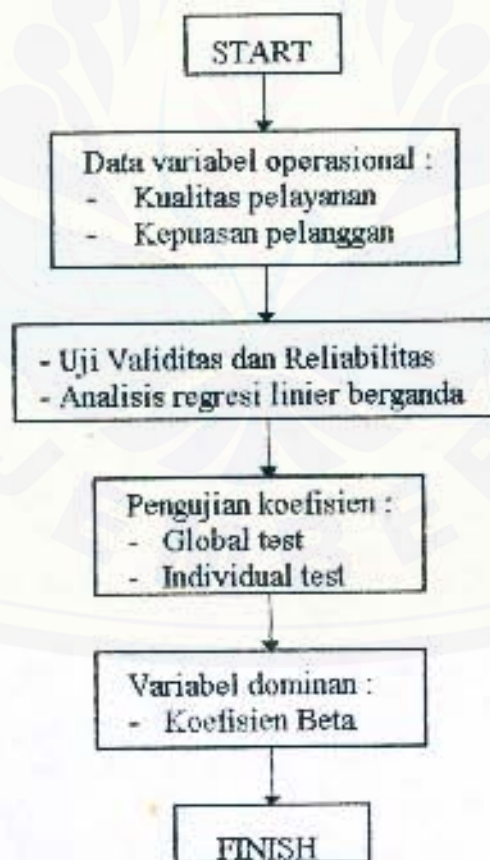 START
Data variabel operasional :
- Kualitas pelayanan
- Kepuasan pelanggan
- Uji Validitas dan Reliabilitas
- Analisis regresi linier berganda
Pengujian koefisien :
- Global test
- Individual test
Variabel dominan :
- Koefisien Beta
FINISH